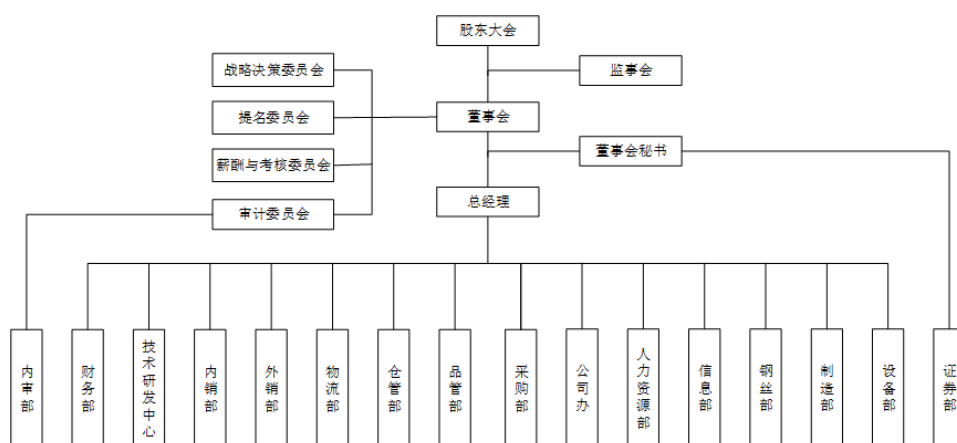 股东大会
战略决策委员会
监事会
提名委员会
董事会
薪酬与考核委员会
董事会秘书
总经理
审计委员会
内审部
财务部
技术研发中心
内销部
外销部
物流部
仓管部
品管部
采购部
公司办
人力资源部
信息部
钢丝部
制造部
设备部
证券部